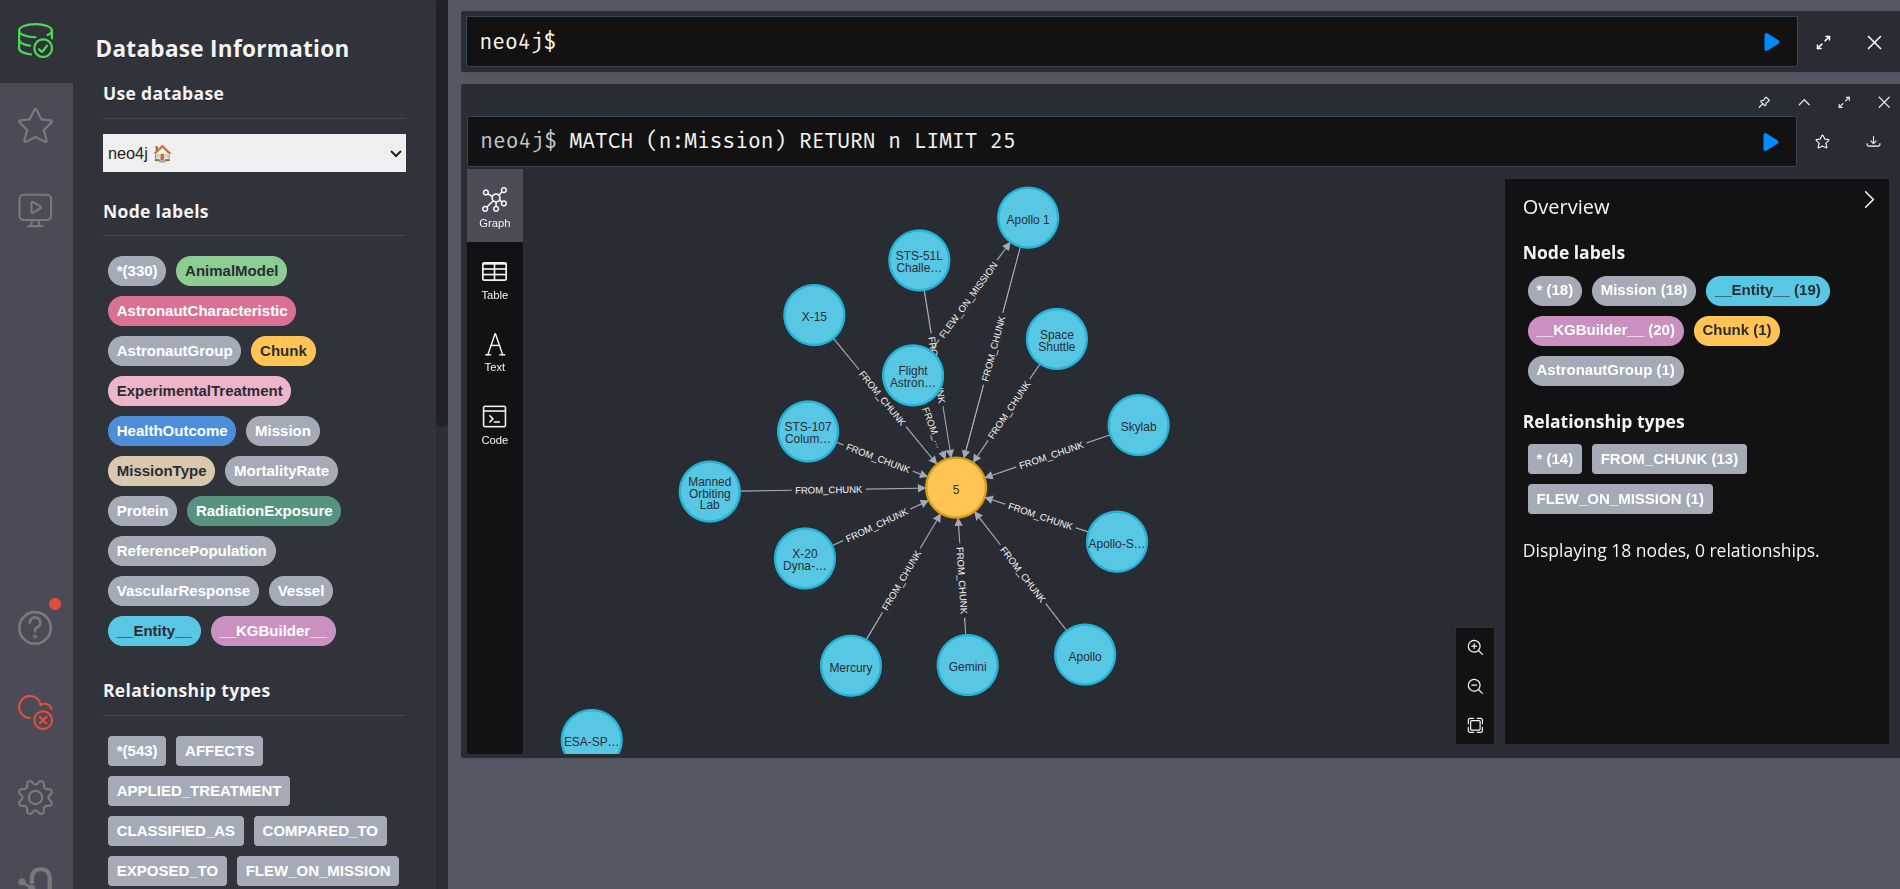 Database Information
Use database
neo4j 🏠
Node labels
*(330) AnimalModel
AstronautCharacteristic
AstronautGroup Chunk
ExperimentalTreatment
HealthOutcome Mission
MissionType MortalityRate
Protein RadiationExposure
ReferencePopulation
VascularResponse Vessel
__Entity__ __KGBuilder__
Relationship types
*(543) AFFECTS
APPLIED_TREATMENT
CLASSIFIED_AS COMPARED_TO
EXPOSED_TO FLEW_ON_MISSION
neo4j$
neo4j$ MATCH (n:Mission) RETURN n LIMIT 25
Graph
Table
Text
Code
Apollo 1
STS-51L
Challe…
FLEW_ON_MISSION
X-15
FROM_CHUNK
Space
Shuttle
Flight
Astron…
FROM_CHUNK
FROM_CHUNK
FROM_...
Skylab
STS-107
Colum…
FROM_CHUNK
FROM_CHUNK
Manned
Orbiting
Lab
FROM_CHUNK
5
FROM_CHUNK
FROM_CHUNK
Apollo-S…
X-20
Dyna-…
FROM_CHUNK
FROM_CHUNK
FROM_CHUNK
Mercury
Gemini
Apollo
ESA-SP…
Overview
Node labels
* (18) Mission (18) __Entity__ (19)
__KGBuilder__ (20) Chunk (1)
AstronautGroup (1)
Relationship types
* (14) FROM_CHUNK (13)
FLEW_ON_MISSION (1)
Displaying 18 nodes, 0 relationships.